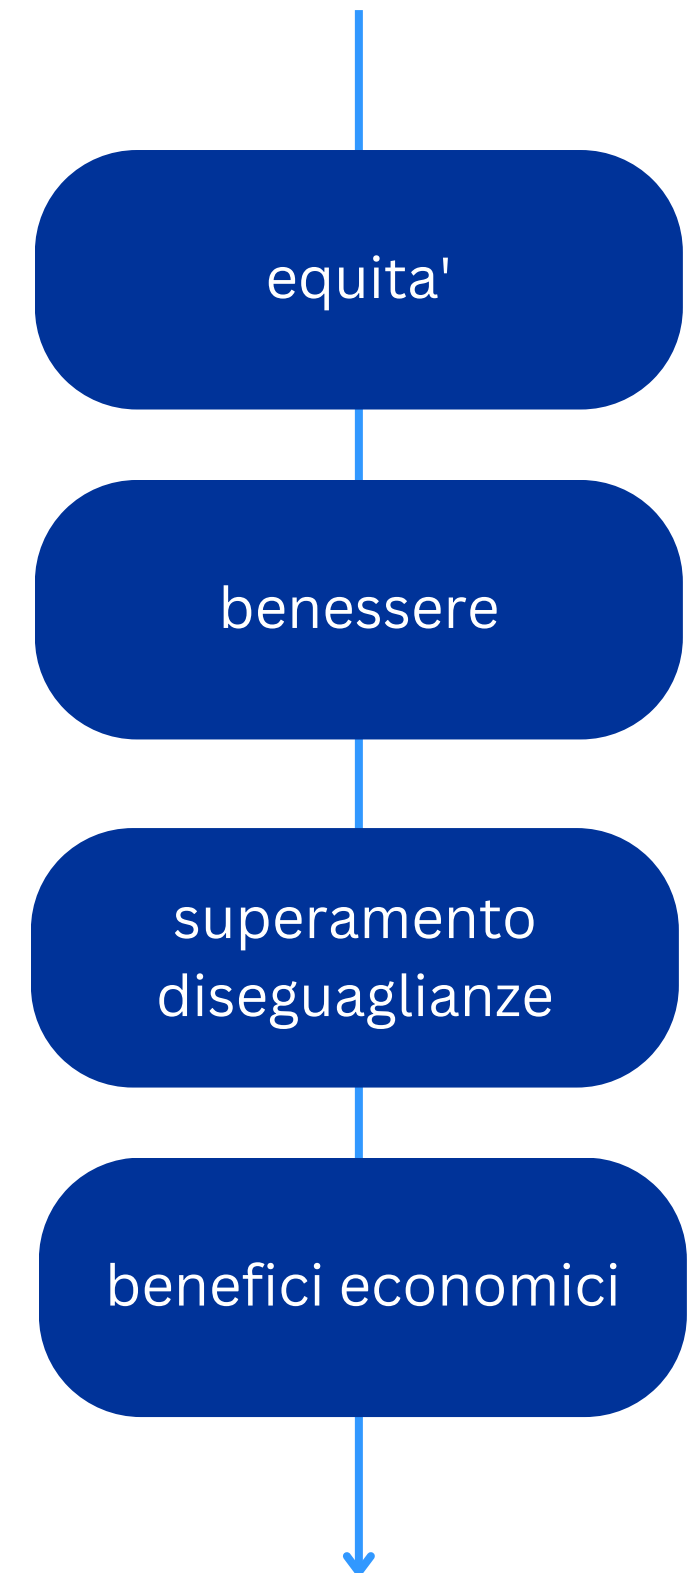 equita'
benessere
superamento
diseguaglianze
benefici economici